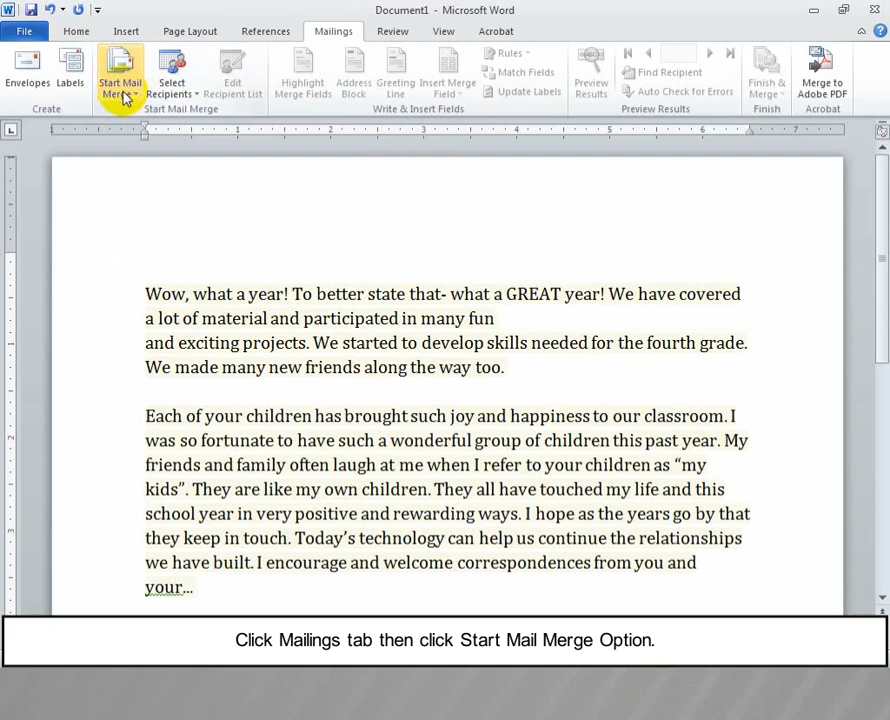 Document1 - Microsoft Word
File Home Insert Page Layout References Mailings Review View Acrobat
Envelopes Labels
Create
Start Mail Merge
Select Recipients
Edit Recipient List
Start Mail Merge
Highlight Merge Fields
Address Block
Greeting Line
Insert Merge Field
Rules
Match Fields
Update Labels
Write & Insert Fields
Preview Results
Find Recipient
Auto Check for Errors
Preview Results
Finish & Merge
Finish
Merge to Adobe PDF
Acrobat
1 2 3 4 5 6 7
Wow, what a year! To better state that- what a GREAT year! We have covered
a lot of material and participated in many fun
and exciting projects. We started to develop skills needed for the fourth grade.
We made many new friends along the way too.
Each of your children has brought such joy and happiness to our classroom. I
was so fortunate to have such a wonderful group of children this past year. My
friends and family often laugh at me when I refer to your children as “my
kids”. They are like my own children. They all have touched my life and this
school year in very positive and rewarding ways. I hope as the years go by that
they keep in touch. Today’s technology can help us continue the relationships
we have built. I encourage and welcome correspondences from you and
your...
Click Mailings tab then click Start Mail Merge Option.